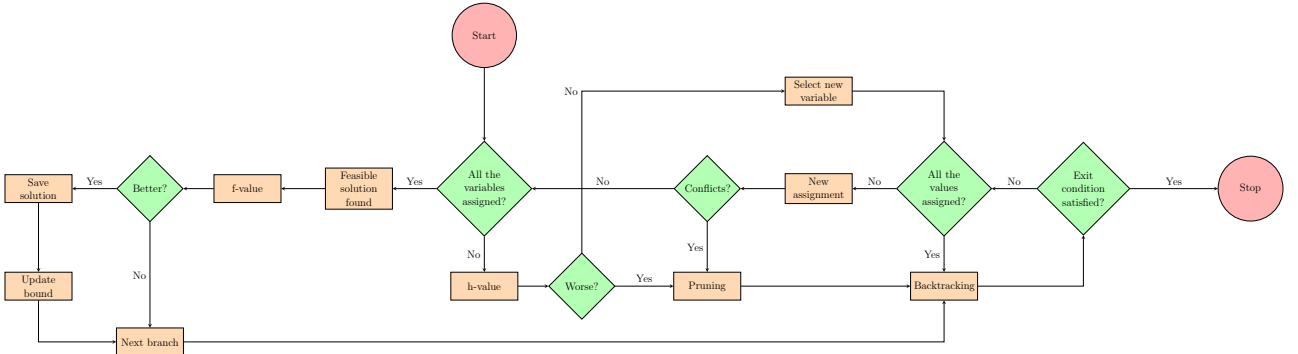 Start
Select new
variable
No
All the
variables
assigned?
Yes
Feasible
solution
found
f-value
Better?
Yes
Save
solution
No
Conflicts?
New
assignment
No
All the
values
assigned?
No
Exit
condition
satisfied?
Yes
Stop
No
Yes
Yes
No
Update
bound
h-value
Worse?
Yes
Pruning
Backtracking
Next branch